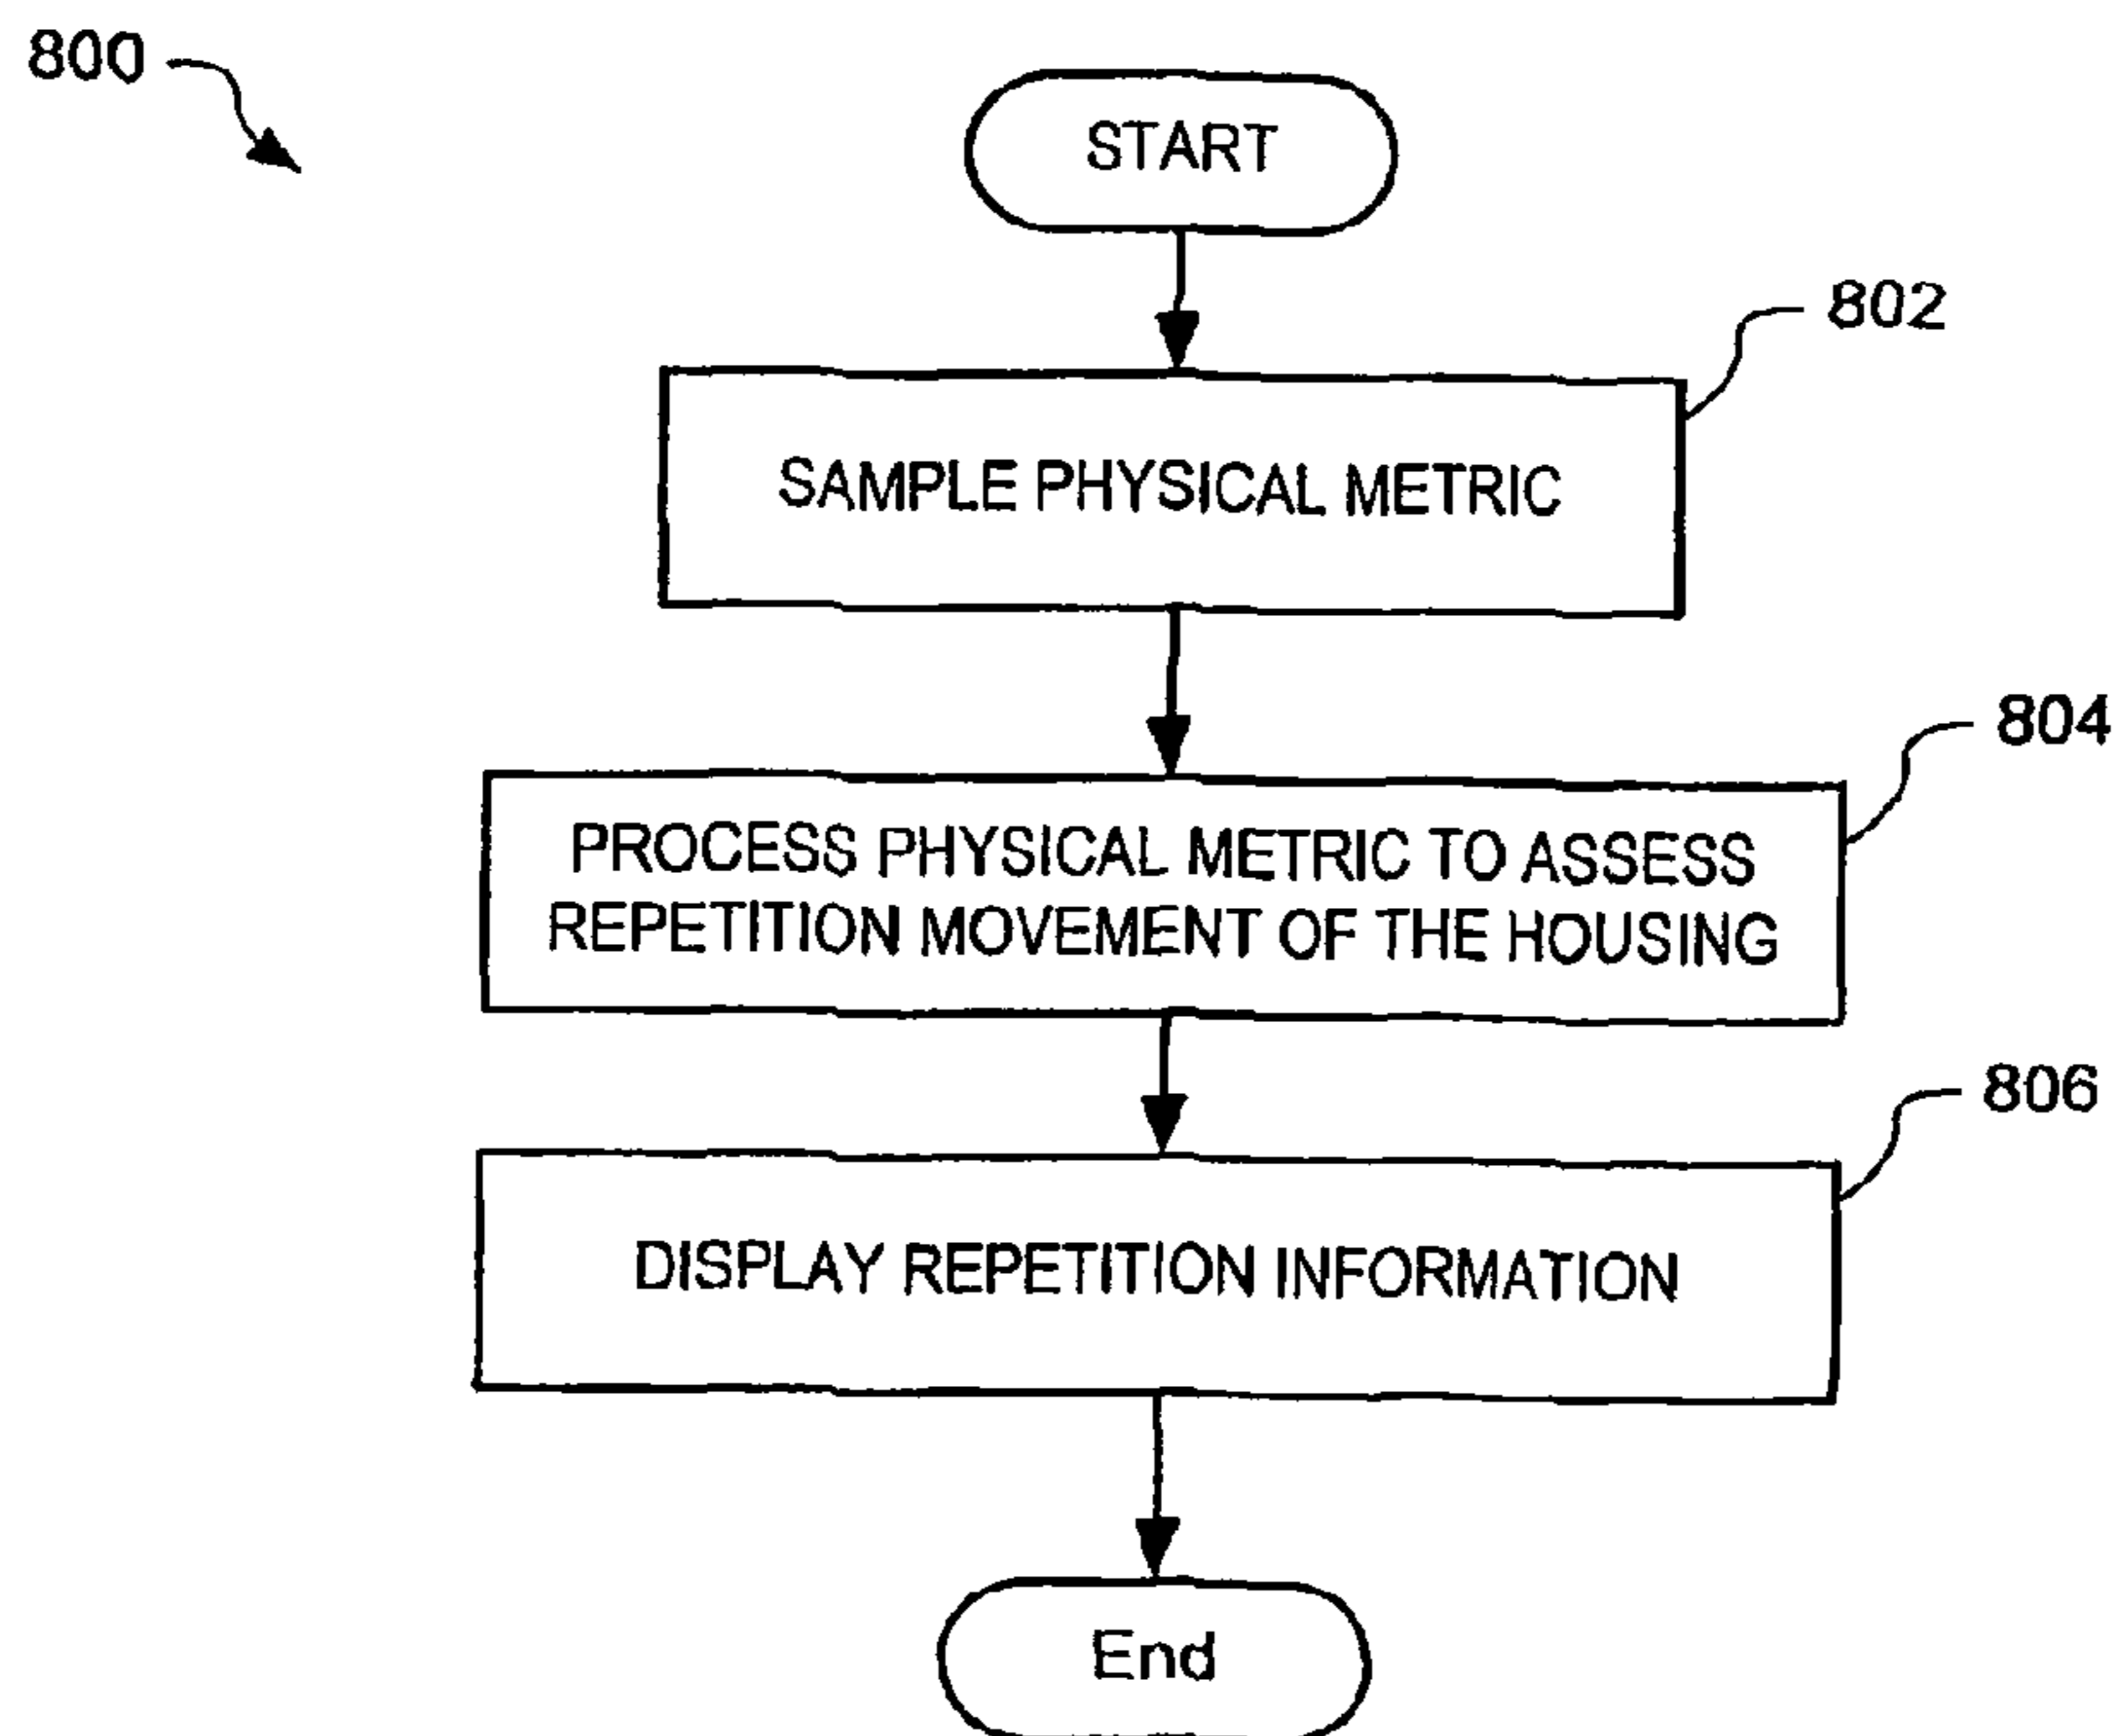 800
START
802
SAMPLE PHYSICAL METRIC
804
PROCESS PHYSICAL METRIC TO ASSESS
REPETITION MOVEMENT OF THE HOUSING
806
DISPLAY REPETITION INFORMATION
End